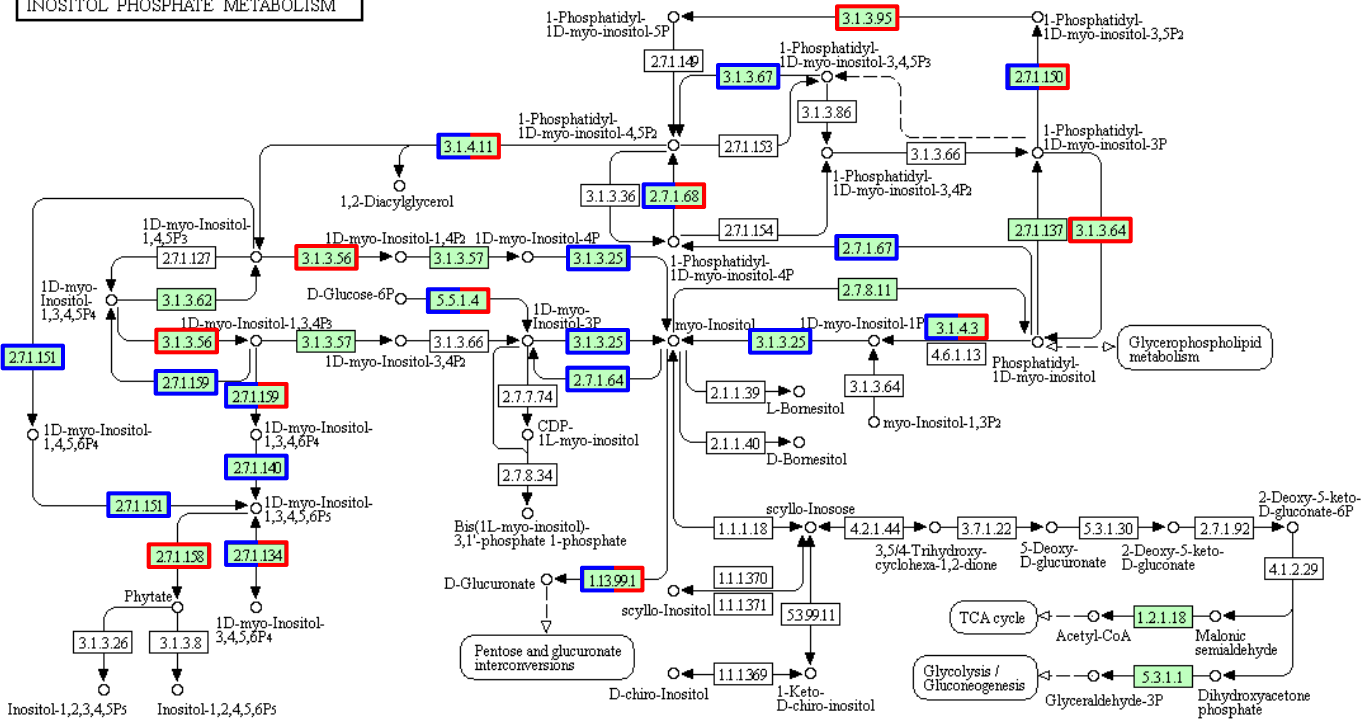 INOSITOL PHOSPHATE METABOLISM
1-Phosphatidyl-
1D-myo-inositol-5P
3.1.3.95
1-Phosphatidyl-
1D-myo-inositol-3,5P2
2.7.1.149
3.1.3.67
1-Phosphatidyl-
1D-myo-inositol-3,4,5P3
2.7.1.150
3.1.3.86
1-Phosphatidyl-
1D-myo-inositol-4,5P2
3.1.4.11
2.7.1.153
3.1.3.66
1-Phosphatidyl-
1D-myo-inositol-3P
1,2-Diacylglycerol
3.1.3.36
2.7.1.68
1-Phosphatidyl-
1D-myo-inositol-3,4P2
2.7.1.154
2.7.1.137
3.1.3.64
1D-myo-Inositol-
1,4,5P3
2.7.1.127
3.1.3.56
1D-myo-Inositol-1,4P2
3.1.3.57
1D-myo-Inositol-4P
3.1.3.25
1-Phosphatidyl-
1D-myo-inositol-4P
2.7.1.67
1D-myo-
Inositol-
1,3,4,5P4
3.1.3.62
D-Glucose-6P
5.5.1.4
1D-myo-
Inositol-3P
2.7.8.11
1D-myo-Inositol-1,3,4P3
3.1.3.56
3.1.3.57
1D-myo-Inositol-3,4P2
3.1.3.66
3.1.3.25
myo-Inositol
3.1.3.25
1D-myo-Inositol-1P
3.1.4.3
4.6.1.13
Phosphatidyl-
1D-myo-inositol
Glycerophospholipid
metabolism
2.7.1.151
2.7.1.159
2.7.1.159
2.7.1.64
2.7.7.74
2.1.1.39
L-Bornesitol
3.1.3.64
myo-Inositol-1,3P2
1D-myo-Inositol-
1,4,5,6P4
1D-myo-Inositol-
1,3,4,6P4
CDP-
1L-myo-inositol
2.1.1.40
D-Bornesitol
2.7.1.140
2.7.8.34
2.7.1.151
1D-myo-Inositol-
1,3,4,5,6P5
Bis(1L-myo-inositol)-
3,1'-phosphate 1-phosphate
scyllo-Inosose
1.1.1.18
4.2.1.44
3,5/4-Trihydroxy-
cyclohexa-1,2-dione
3.7.1.22
5-Deoxy-
D-glucuronate
5.3.1.30
2-Deoxy-5-keto-
D-gluconate
2.7.1.92
2-Deoxy-5-keto-
D-gluconate-6P
2.7.1.158
2.7.1.134
4.1.2.29
D-Glucuronate
1.13.99.1
1.1.1.370
scyllo-Inositol
1.1.1.371
5.3.99.11
Phytate
3.1.3.26
3.1.3.8
1D-myo-Inositol-
3,4,5,6P4
Pentose and glucuronate
interconversions
TCA cycle
Acetyl-CoA
1.2.1.18
Malonic
semialdehyde
D-chiro-Inositol
1.1.1.369
1-Keto-
D-chiro-inositol
Glycolysis /
Gluconeogenesis
Glyceraldehyde-3P
5.3.1.1
Dihydroxyacetone
phosphate
Inositol-1,2,3,4,5P5
Inositol-1,2,4,5,6P5